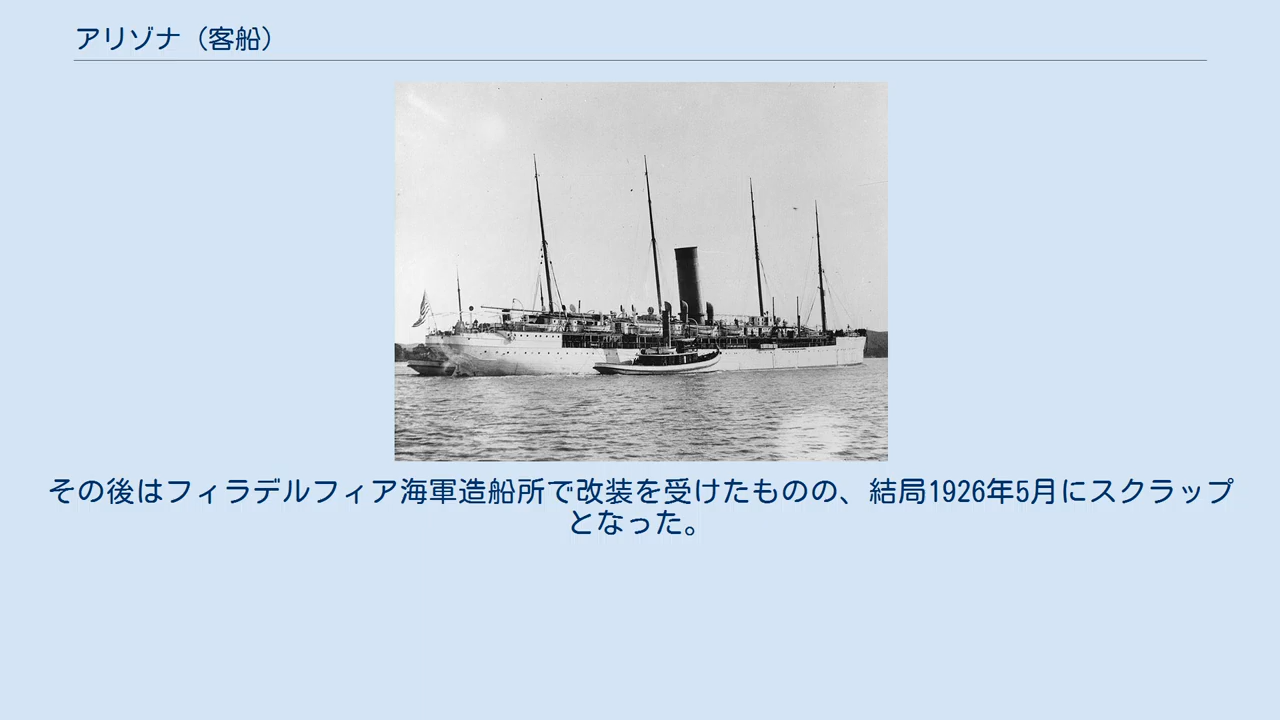 アリゾナ（客船）
その後はフィラデルフィア海軍造船所で改装を受けたものの、結局1926年5月にスクラップ
となった。